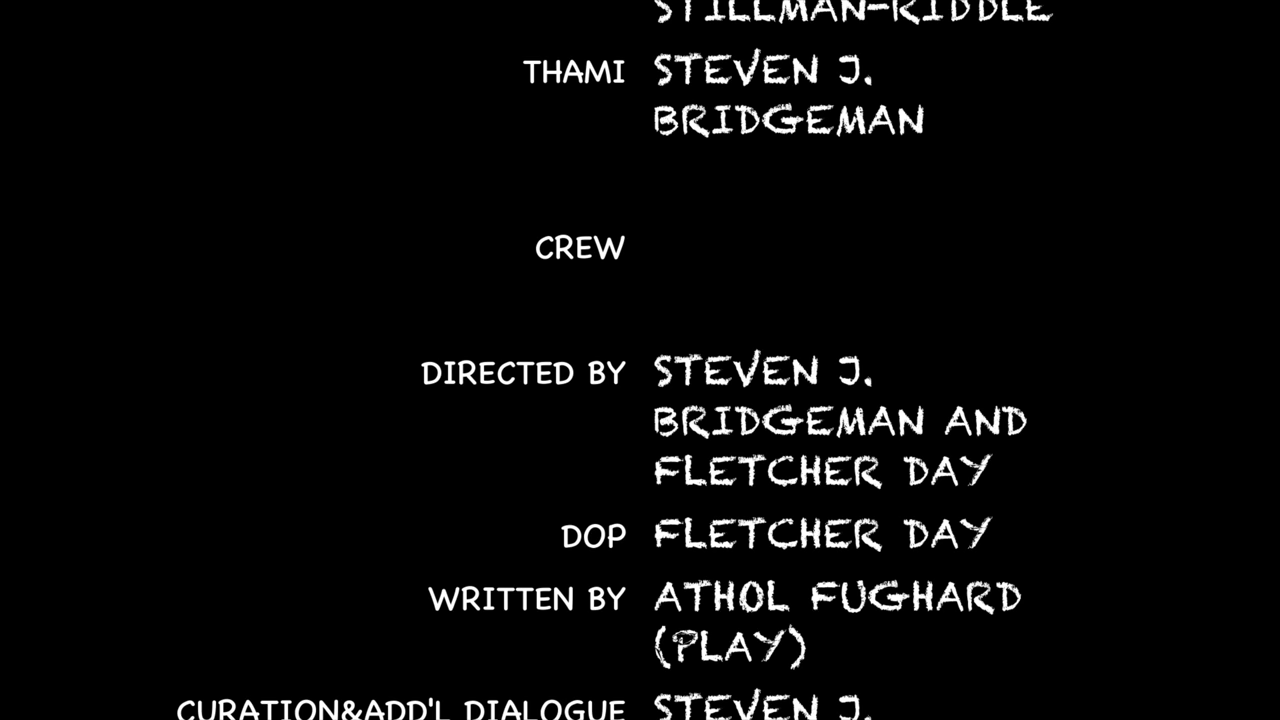 STILLMAN-RIDDLE
THAMI STEVEN J.
BRIDGEMAN
CREW
DIRECTED BY STEVEN J.
BRIDGEMAN AND
FLETCHER DAY
DOP FLETCHER DAY
WRITTEN BY ATHOL FUGHARD
(PLAY)
CURATION&ADD'L DIALOGUE STEVEN J.